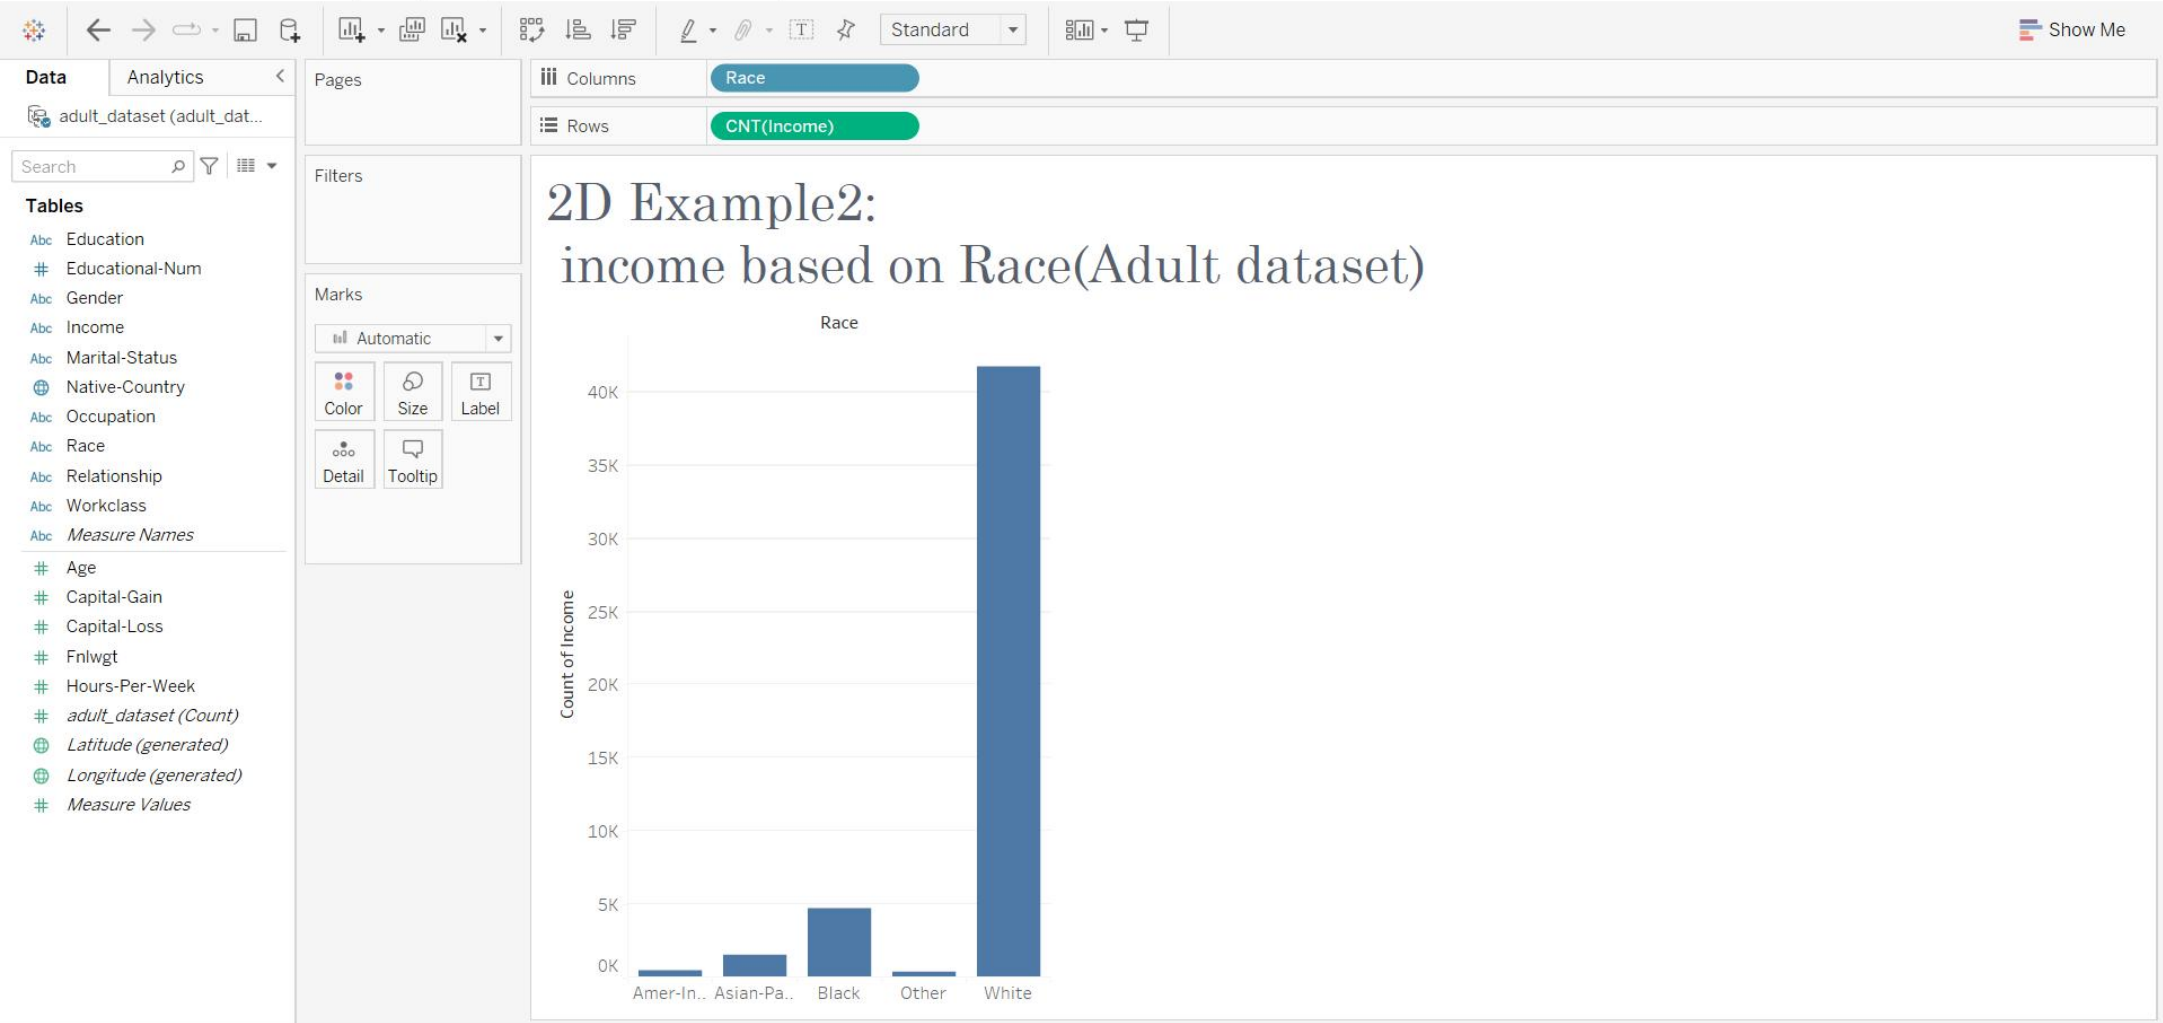 Standard
Show Me
Data
Analytics
adult_dataset (adult_dat...
Search
Tables
Abc Education
# Educational-Num
Abc Gender
Abc Income
Abc Marital-Status
Native-Country
Abc Occupation
Abc Race
Abc Relationship
Abc Workclass
Abc Measure Names
# Age
# Capital-Gain
# Capital-Loss
# Fnlwgt
# Hours-Per-Week
# adult_dataset (Count)
Latitude (generated)
Longitude (generated)
# Measure Values
Pages
Filters
Marks
Automatic
Color
Size
Label
Detail
Tooltip
Columns
Race
Rows
CNT(Income)
2D Example2:
income based on Race(Adult dataset)
Race
Count of Income
40K
35K
30K
25K
20K
15K
10K
5K
0K
Amer-In..
Asian-Pa..
Black
Other
White